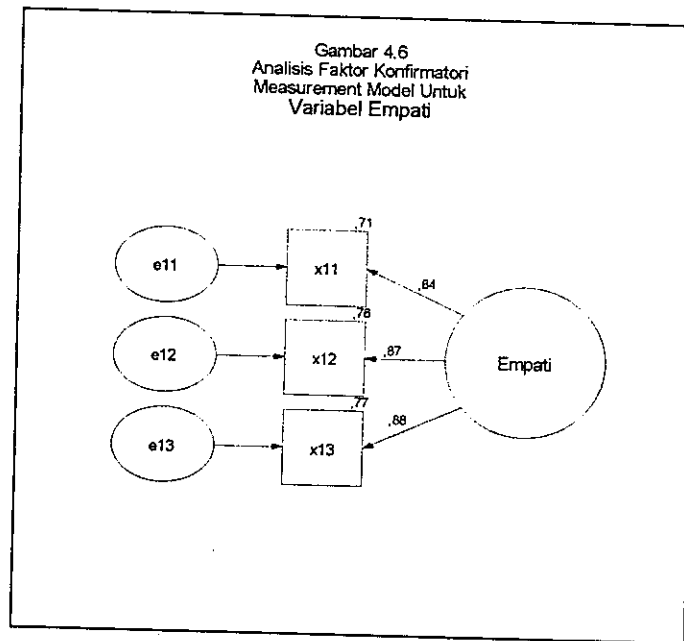 Gambar 4.6
Analisis Faktor Konfirmatori
Measurement Model Untuk
Variabel Empati
,71
e11
x11
,84
,76
e12
x12
,87
Empati
,77
e13
x13
,88